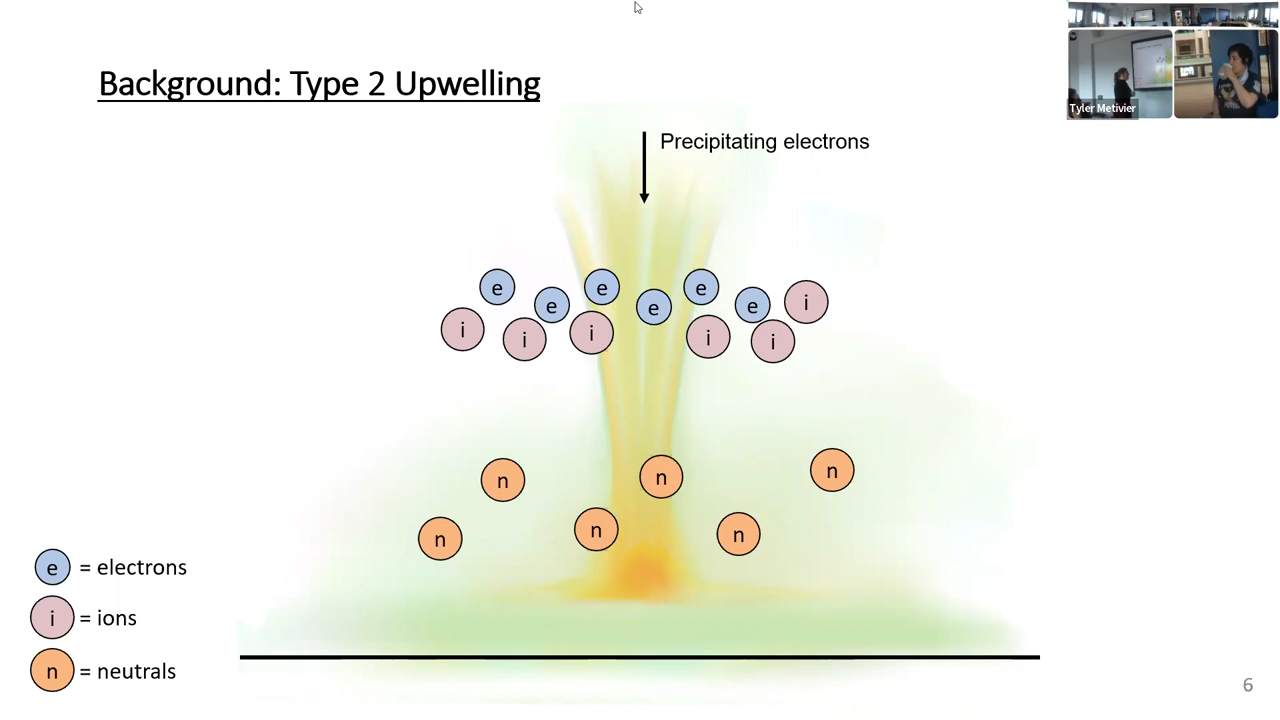 Background: Type 2 Upwelling
Precipitating electrons
Tyler Metivier
e e e e e e i
i i i i i
n n n
n n n
e = electrons
i = ions
n = neutrals
6